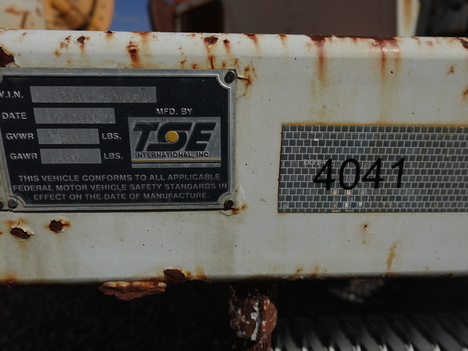 V.I.N.
DATE
MFD. BY
GVWR LBS.
GAWR LBS.
TSE
INTERNATIONAL, INC.
THIS VEHICLE CONFORMS TO ALL APPLICABLE
FEDERAL MOTOR VEHICLE SAFETY STANDARDS IN
EFFECT ON THE DATE OF MANUFACTURE.
4041